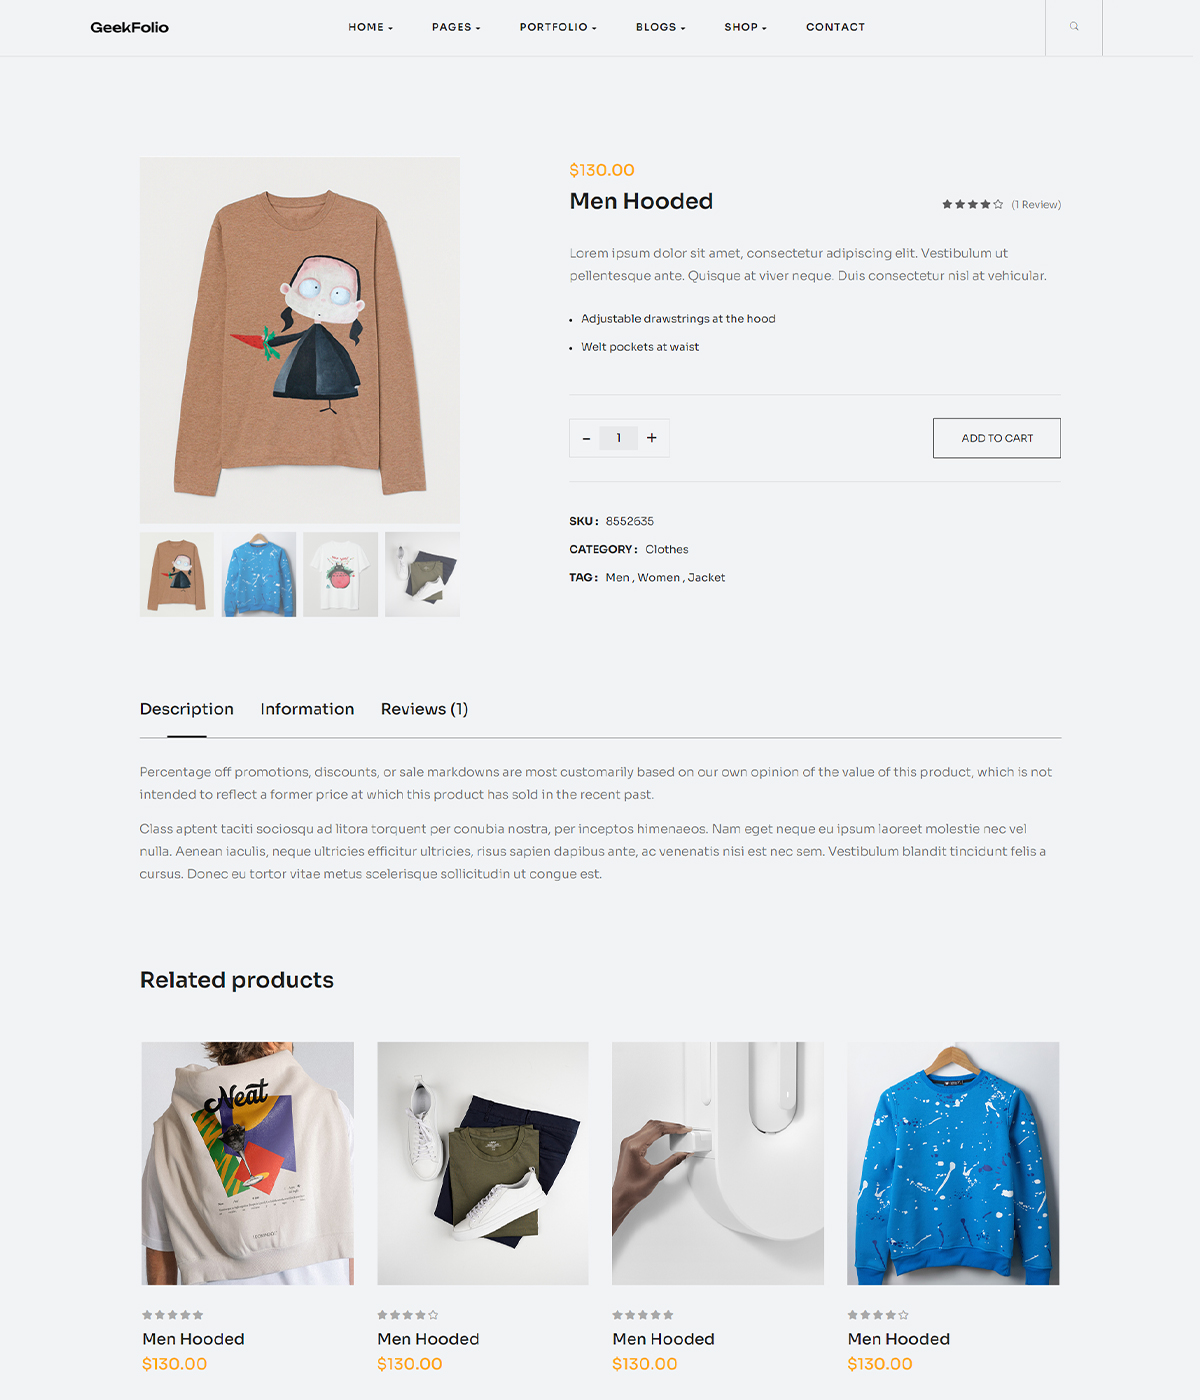 GeekFolio
HOME
PAGES
PORTFOLIO
BLOGS
SHOP
CONTACT
$130.00
Men Hooded
(1 Review)
Lorem ipsum dolor sit amet, consectetur adipiscing elit. Vestibulum ut
pellentesque ante. Quisque at viver neque. Duis consectetur nisl at vehicular.
• Adjustable drawstrings at the hood
• Welt pockets at waist
- 1 +
ADD TO CART
SKU : 8552635
CATEGORY : Clothes
TAG : Men , Women , Jacket
Description
Information
Reviews (1)
Percentage off promotions, discounts, or sale markdowns are most customarily based on our own opinion of the value of this product, which is not
intended to reflect a former price at which this product has sold in the recent past.
Class aptent taciti sociosqu ad litora torquent per conubia nostra, per inceptos himenaeos. Nam eget neque eu ipsum laoreet molestie nec vel
nulla. Aenean iaculis, neque ultricies efficitur ultricies, risus sapien dapibus ante, ac venenatis nisi est nec sem. Vestibulum blandit tincidunt felis a
cursus. Donec eu tortor vitae metus scelerisque sollicitudin ut congue est.
Related products
Neat
Men Hooded
$130.00
Men Hooded
$130.00
Men Hooded
$130.00
Men Hooded
$130.00